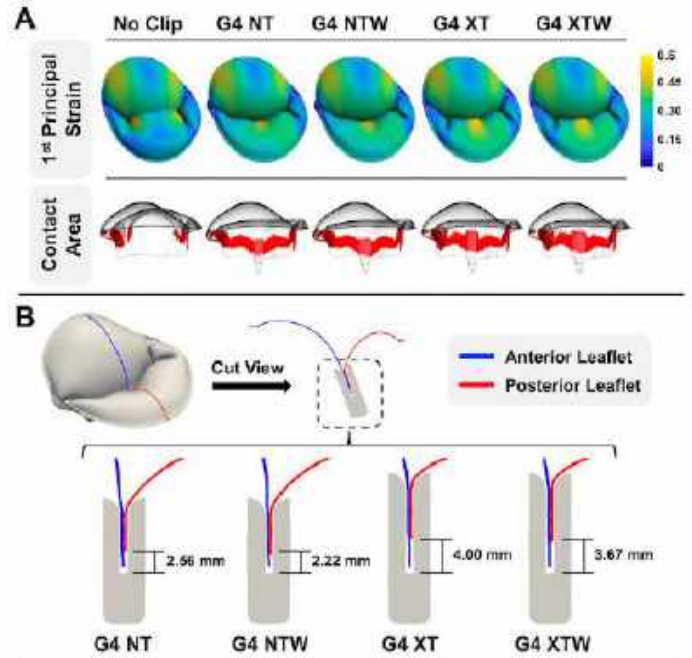 A
No Clip G4 NT G4 NTW G4 XT G4 XTW
1st Principal
Strain
0.6
0.45
0.30
0.15
0
Contact
Area
B
Cut View
Anterior Leaflet
Posterior Leaflet
2.56 mm 2.22 mm 4.00 mm 3.67 mm
G4 NT G4 NTW G4 XT G4 XTW